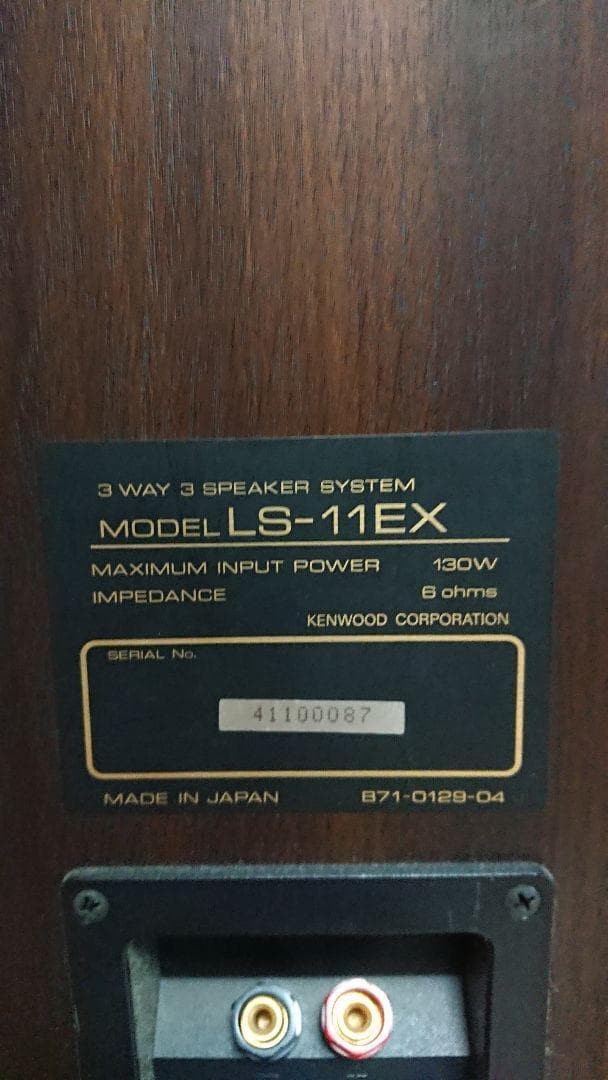 3 WAY 3 SPEAKER SYSTEM
MODEL LS-11EX
MAXIMUM INPUT POWER 130W
IMPEDANCE 6 ohms
KENWOOD CORPORATION
SERIAL No.
41100087
MADE IN JAPAN B71-0129-04